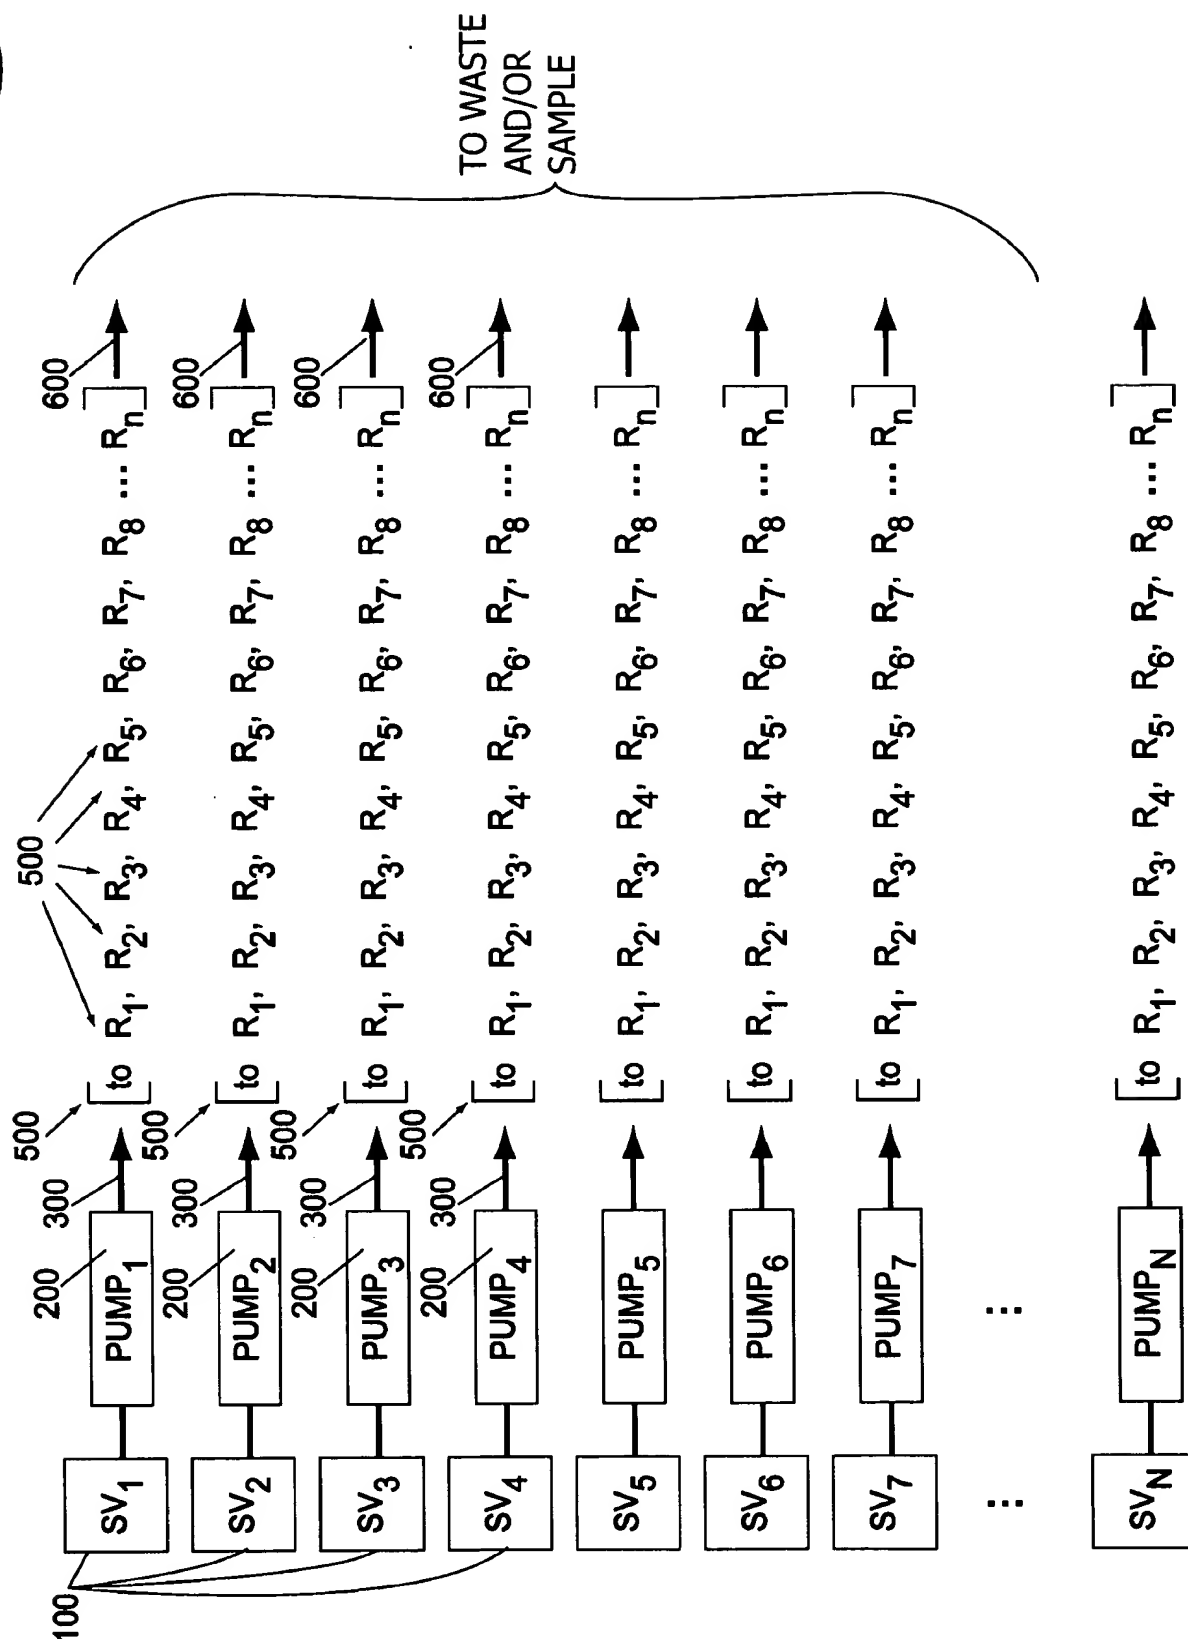 500
500 600
100 200 300
SV₁ PUMP₁ [to R₁, R₂, R₃, R₄, R₅, R₆, R₇, R₈ ... Rₙ]
200 300 500 600
SV₂ PUMP₂ [to R₁, R₂, R₃, R₄, R₅, R₆, R₇, R₈ ... Rₙ]
200 300 500 600
SV₃ PUMP₃ [to R₁, R₂, R₃, R₄, R₅, R₆, R₇, R₈ ... Rₙ]
200 300 500 600
SV₄ PUMP₄ [to R₁, R₂, R₃, R₄, R₅, R₆, R₇, R₈ ... Rₙ]
SV₅ PUMP₅ [to R₁, R₂, R₃, R₄, R₅, R₆, R₇, R₈ ... Rₙ]
SV₆ PUMP₆ [to R₁, R₂, R₃, R₄, R₅, R₆, R₇, R₈ ... Rₙ]
SV₇ PUMP₇ [to R₁, R₂, R₃, R₄, R₅, R₆, R₇, R₈ ... Rₙ]
... ...
SV_N PUMP_N [to R₁, R₂, R₃, R₄, R₅, R₆, R₇, R₈ ... Rₙ]
TO WASTE
AND/OR
SAMPLE